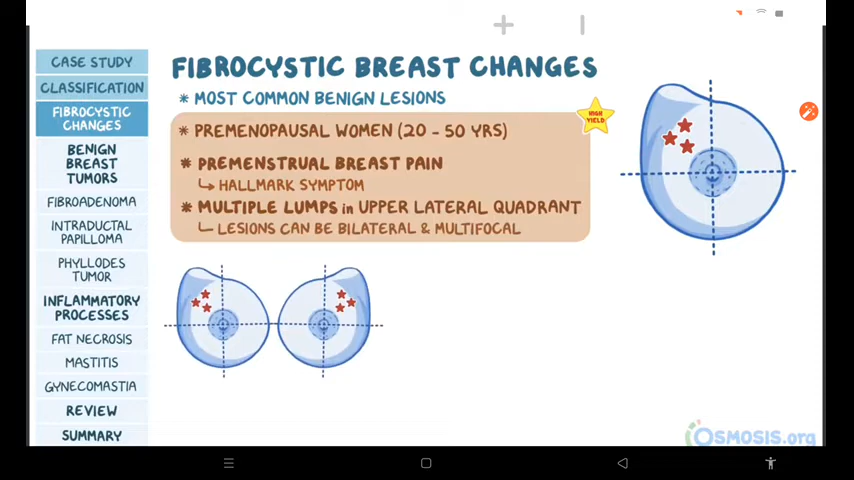 CASE STUDY
CLASSIFICATION
FIBROCYSTIC
CHANGES
BENIGN
BREAST
TUMORS
FIBROADENOMA
INTRADUCTAL
PAPILLOMA
PHYLLODES
TUMOR
INFLAMMATORY
PROCESSES
FAT NECROSIS
MASTITIS
GYNECOMASTIA
REVIEW
SUMMARY
FIBROCYSTIC BREAST CHANGES
* MOST COMMON BENIGN LESIONS
HIGH
YIELD
* PREMENOPAUSAL WOMEN (20 - 50 YRS)
* PREMENSTRUAL BREAST PAIN
↳ HALLMARK SYMPTOM
* MULTIPLE LUMPS in UPPER LATERAL QUADRANT
↳ LESIONS CAN BE BILATERAL & MULTIFOCAL
OSMOSIS.org